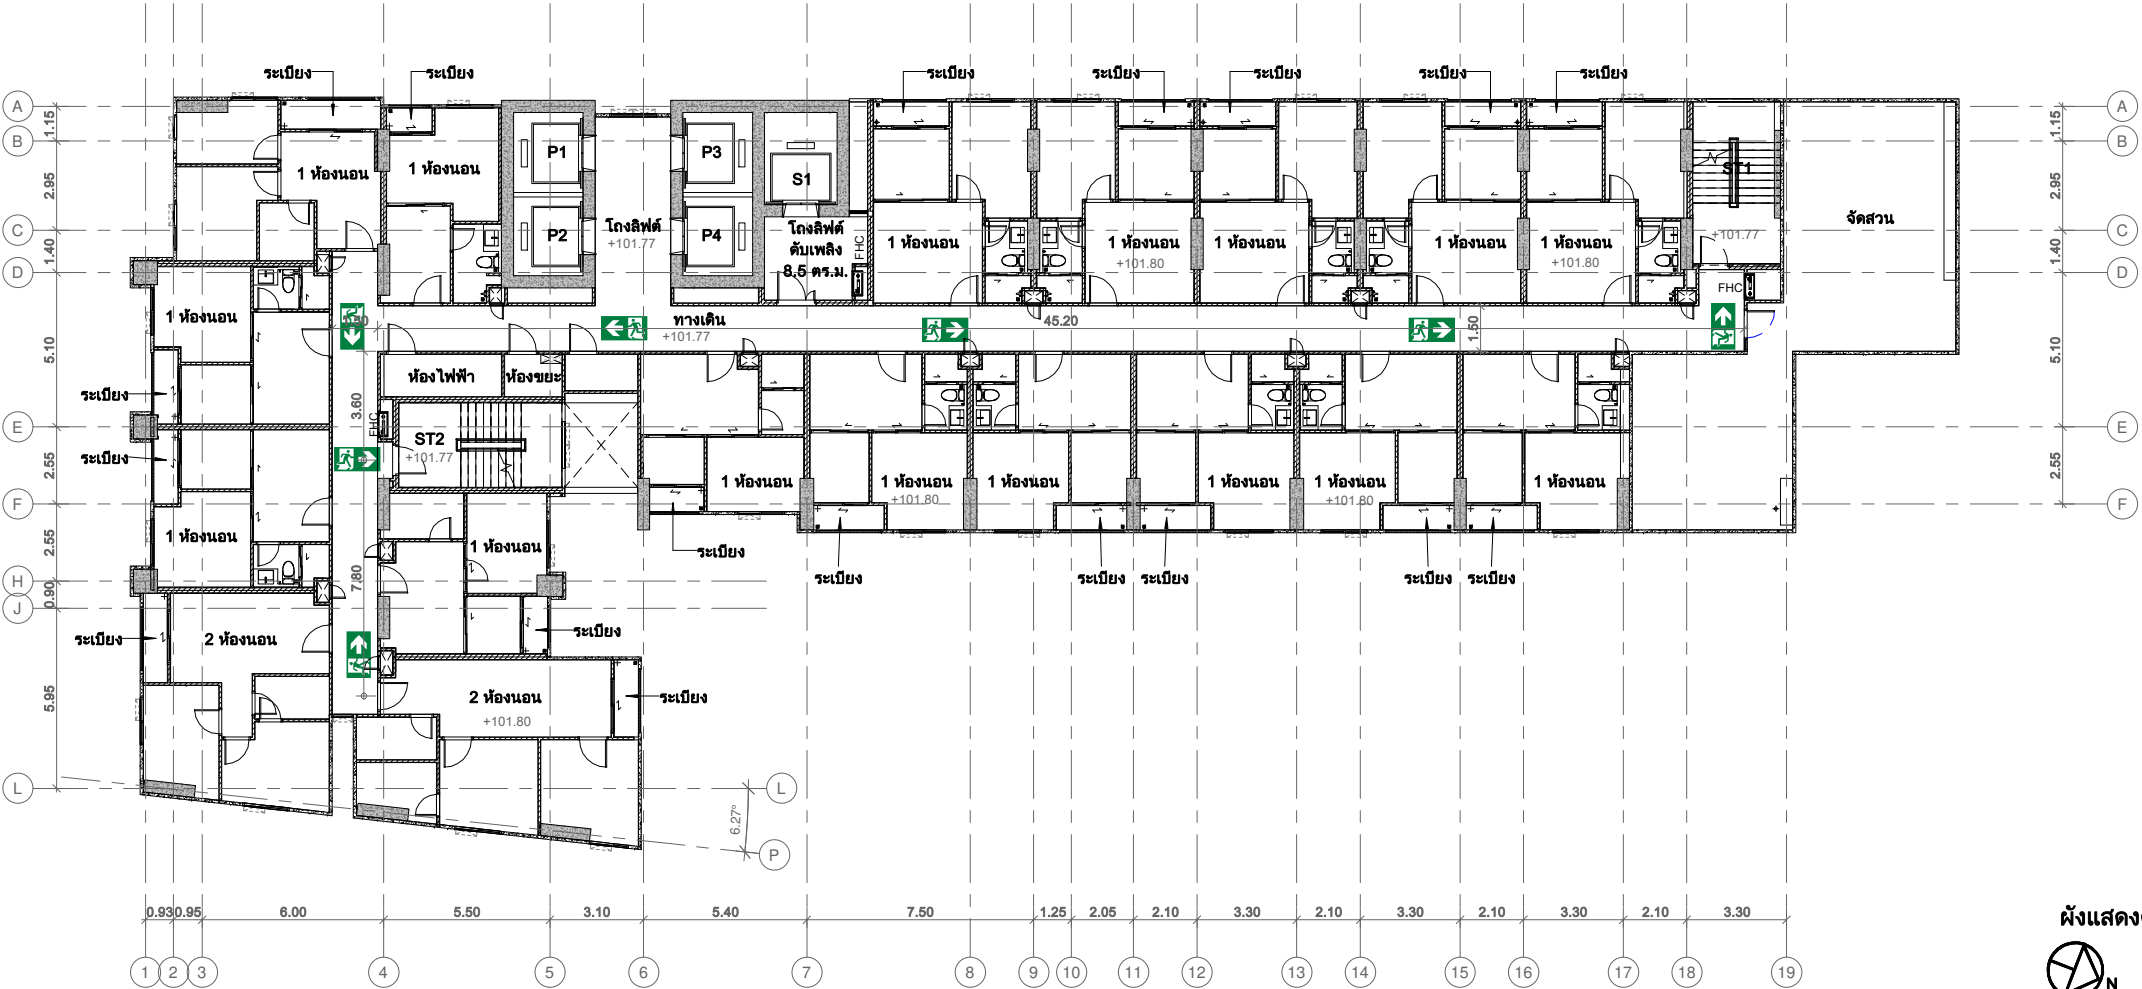 ระเบียง
ระเบียง
ระเบียง
ระเบียง
ระเบียง
ระเบียง
ระเบียง
A
A
1.15
1.15
B
B
P1
P3
S1
ST1
2.95
2.95
1 ห้องนอน
1 ห้องนอน
จัดสวน
C
C
P2
โถงลิฟต์
+101.77
P4
โถงลิฟต์
ดับเพลิง
8.5 ตร.ม.
FHC
1 ห้องนอน
1 ห้องนอน
+101.80
1 ห้องนอน
1 ห้องนอน
1 ห้องนอน
+101.80
+101.77
1.40
1.40
D
D
FHC
1 ห้องนอน
ทางเดิน
+101.77
45.20
1.50
5.10
5.10
ห้องไฟฟ้า
ห้องขยะ
ระเบียง
3.60
FHC
E
E
ST2
+101.77
ระเบียง
2.55
2.55
1 ห้องนอน
1 ห้องนอน
+101.80
1 ห้องนอน
1 ห้องนอน
1 ห้องนอน
+101.80
1 ห้องนอน
F
F
1 ห้องนอน
1 ห้องนอน
ระเบียง
2.55
7.80
ระเบียง
ระเบียง
ระเบียง
ระเบียง
ระเบียง
H
0.90
J
ระเบียง
2 ห้องนอน
ระเบียง
5.95
2 ห้องนอน
+101.80
ระเบียง
L
L
6.27°
P
0.93
0.95
6.00
5.50
3.10
5.40
7.50
1.25
2.05
2.10
3.30
2.10
3.30
2.10
3.30
2.10
3.30
ผังแสดง
1
2
3
4
5
6
7
8
9
10
11
12
13
14
15
16
17
18
19
N